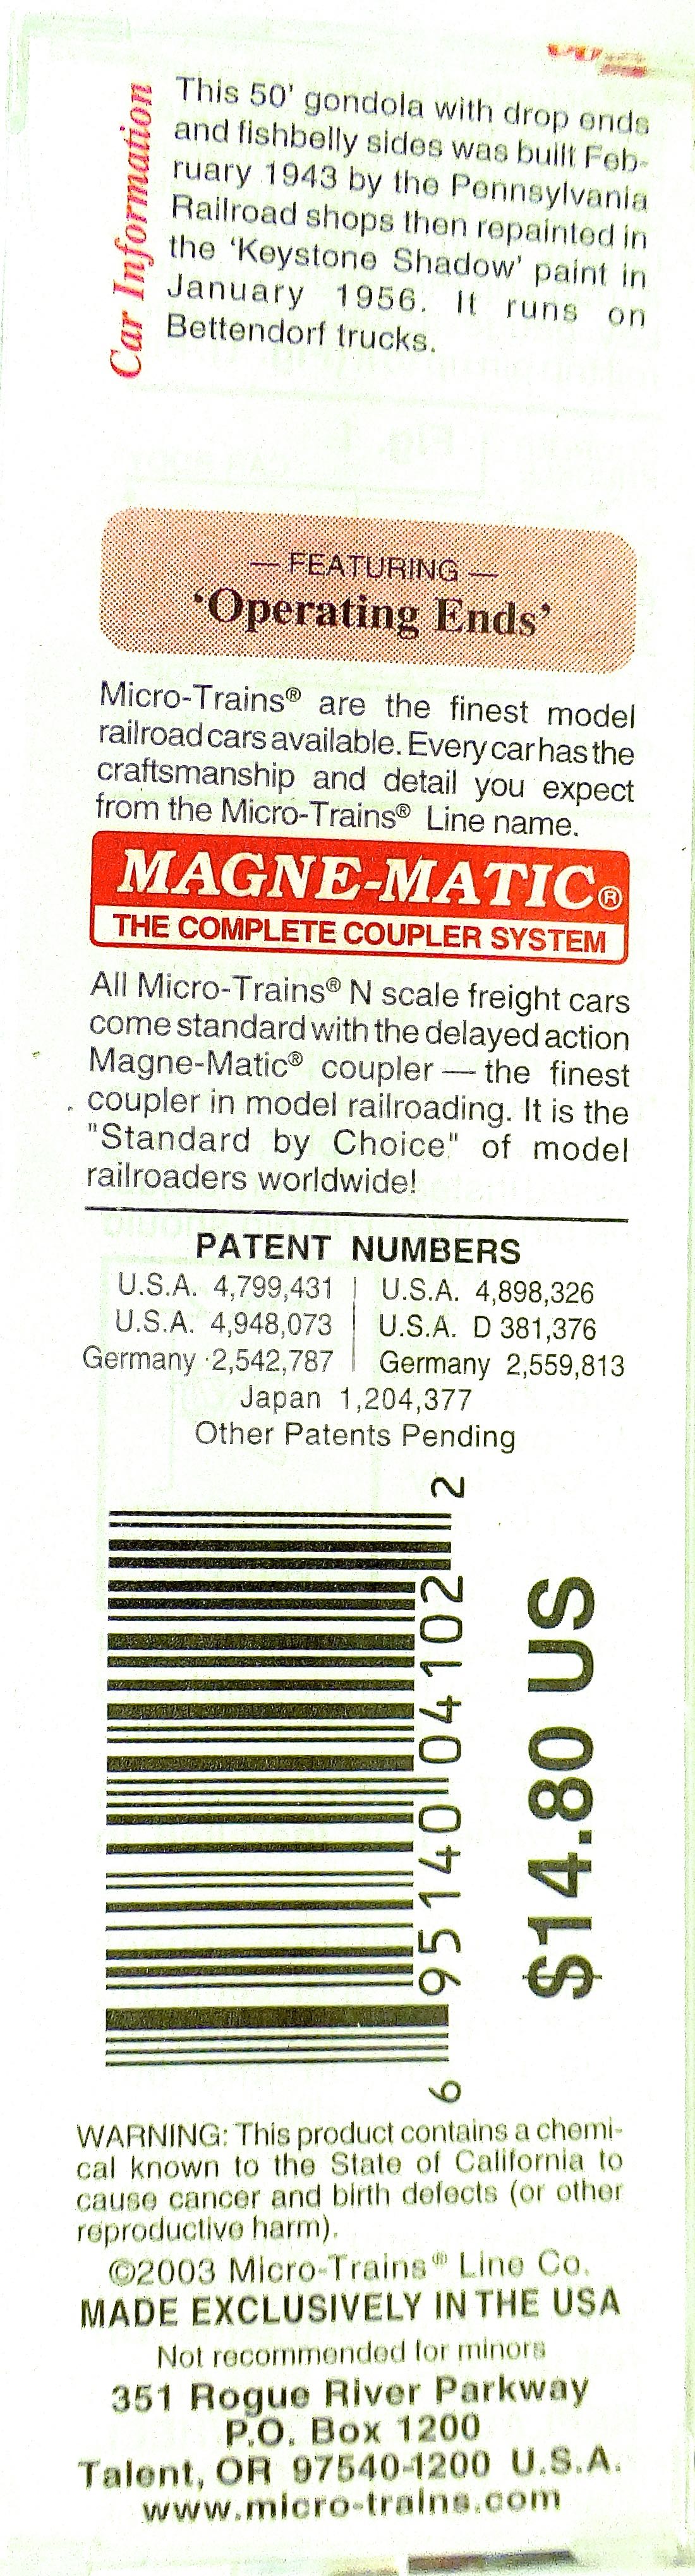 Car Information
This 50' gondola with drop ends
and fishbelly sides was built Feb-
ruary 1943 by the Pennsylvania
Railroad shops then repainted in
the 'Keystone Shadow' paint in
January 1956. It runs on
Bettendorf trucks.
— FEATURING —
'Operating Ends'
Micro-Trains® are the finest model
railroad cars available. Every car has the
craftsmanship and detail you expect
from the Micro-Trains® Line name.
MAGNE-MATIC®
THE COMPLETE COUPLER SYSTEM
All Micro-Trains® N scale freight cars
come standard with the delayed action
Magne-Matic® coupler — the finest
coupler in model railroading. It is the
"Standard by Choice" of model
railroaders worldwide!
PATENT NUMBERS
U.S.A. 4,799,431 | U.S.A. 4,898,326
U.S.A. 4,948,073 | U.S.A. D 381,376
Germany 2,542,787 | Germany 2,559,813
Japan 1,204,377
Other Patents Pending
6 95140 04102 2
$14.80 US
WARNING: This product contains a chemi-
cal known to the State of California to
cause cancer and birth defects (or other
reproductive harm).
©2003 Micro-Trains® Line Co.
MADE EXCLUSIVELY IN THE USA
Not recommended for minors
351 Rogue River Parkway
P.O. Box 1200
Talent, OR 97540-1200 U.S.A.
www.micro-trains.com